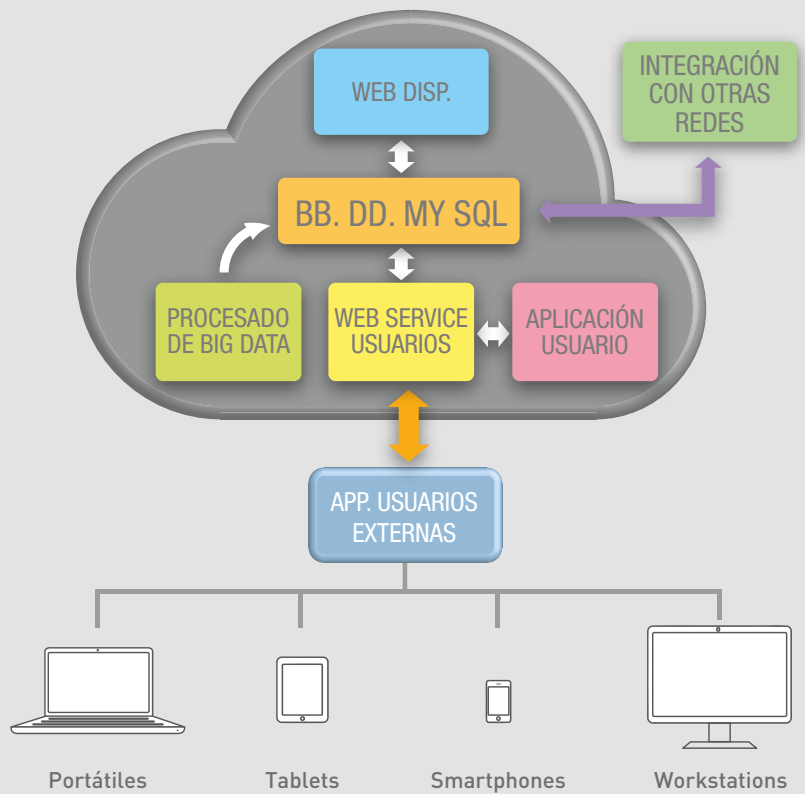 WEB DISP.
INTEGRACIÓN
CON OTRAS
REDES
BB. DD. MY SQL
PROCESADO
DE BIG DATA
WEB SERVICE
USUARIOS
APLICACIÓN
USUARIO
APP. USUARIOS
EXTERNAS
Portátiles
Tablets
Smartphones
Workstations